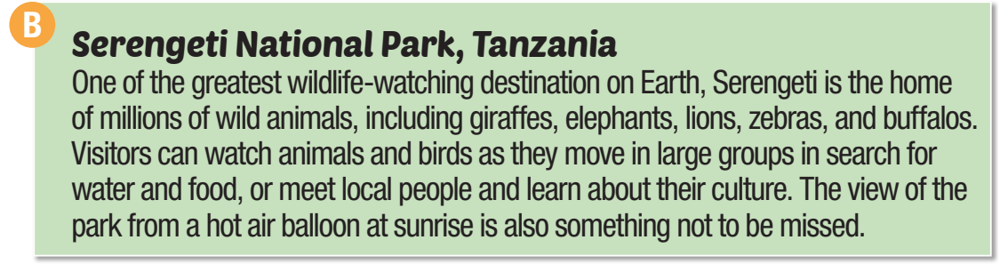 B
Serengeti National Park, Tanzania
One of the greatest wildlife-watching destination on Earth, Serengeti is the home
of millions of wild animals, including giraffes, elephants, lions, zebras, and buffalos.
Visitors can watch animals and birds as they move in large groups in search for
water and food, or meet local people and learn about their culture. The view of the
park from a hot air balloon at sunrise is also something not to be missed.